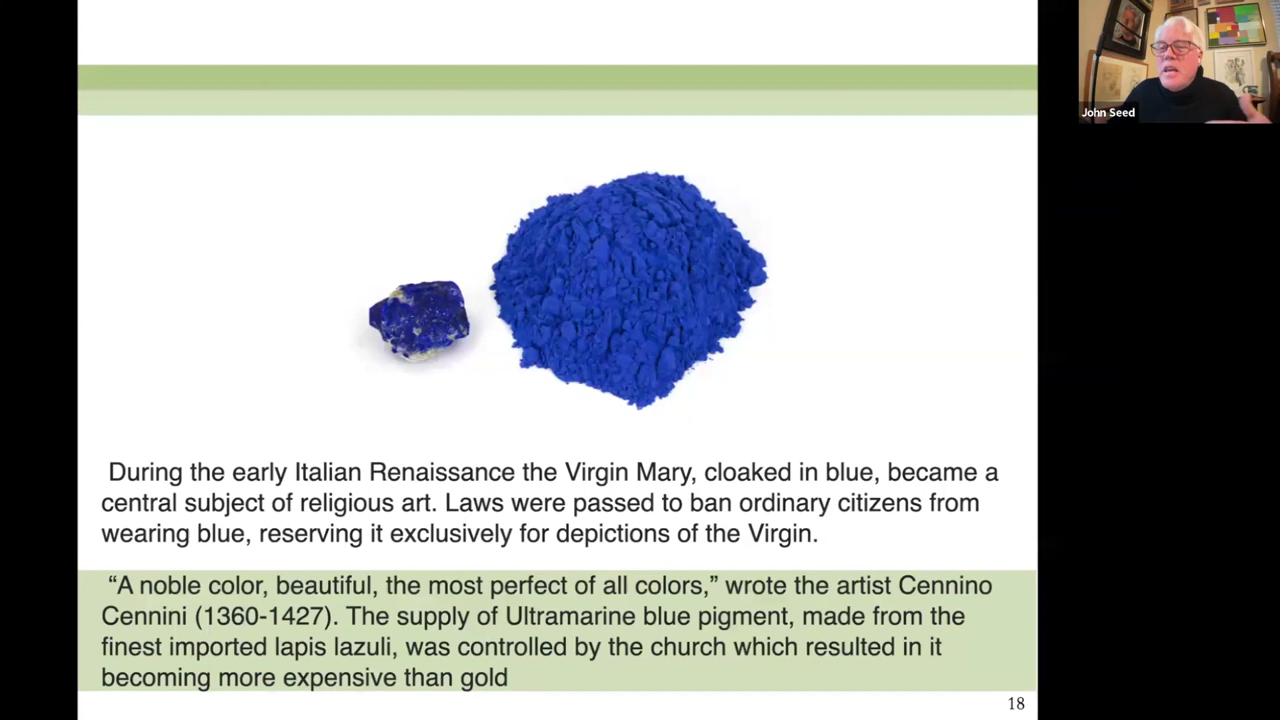 John Seed
During the early Italian Renaissance the Virgin Mary, cloaked in blue, became a
central subject of religious art. Laws were passed to ban ordinary citizens from
wearing blue, reserving it exclusively for depictions of the Virgin.
“A noble color, beautiful, the most perfect of all colors,” wrote the artist Cennino
Cennini (1360-1427). The supply of Ultramarine blue pigment, made from the
finest imported lapis lazuli, was controlled by the church which resulted in it
becoming more expensive than gold
18